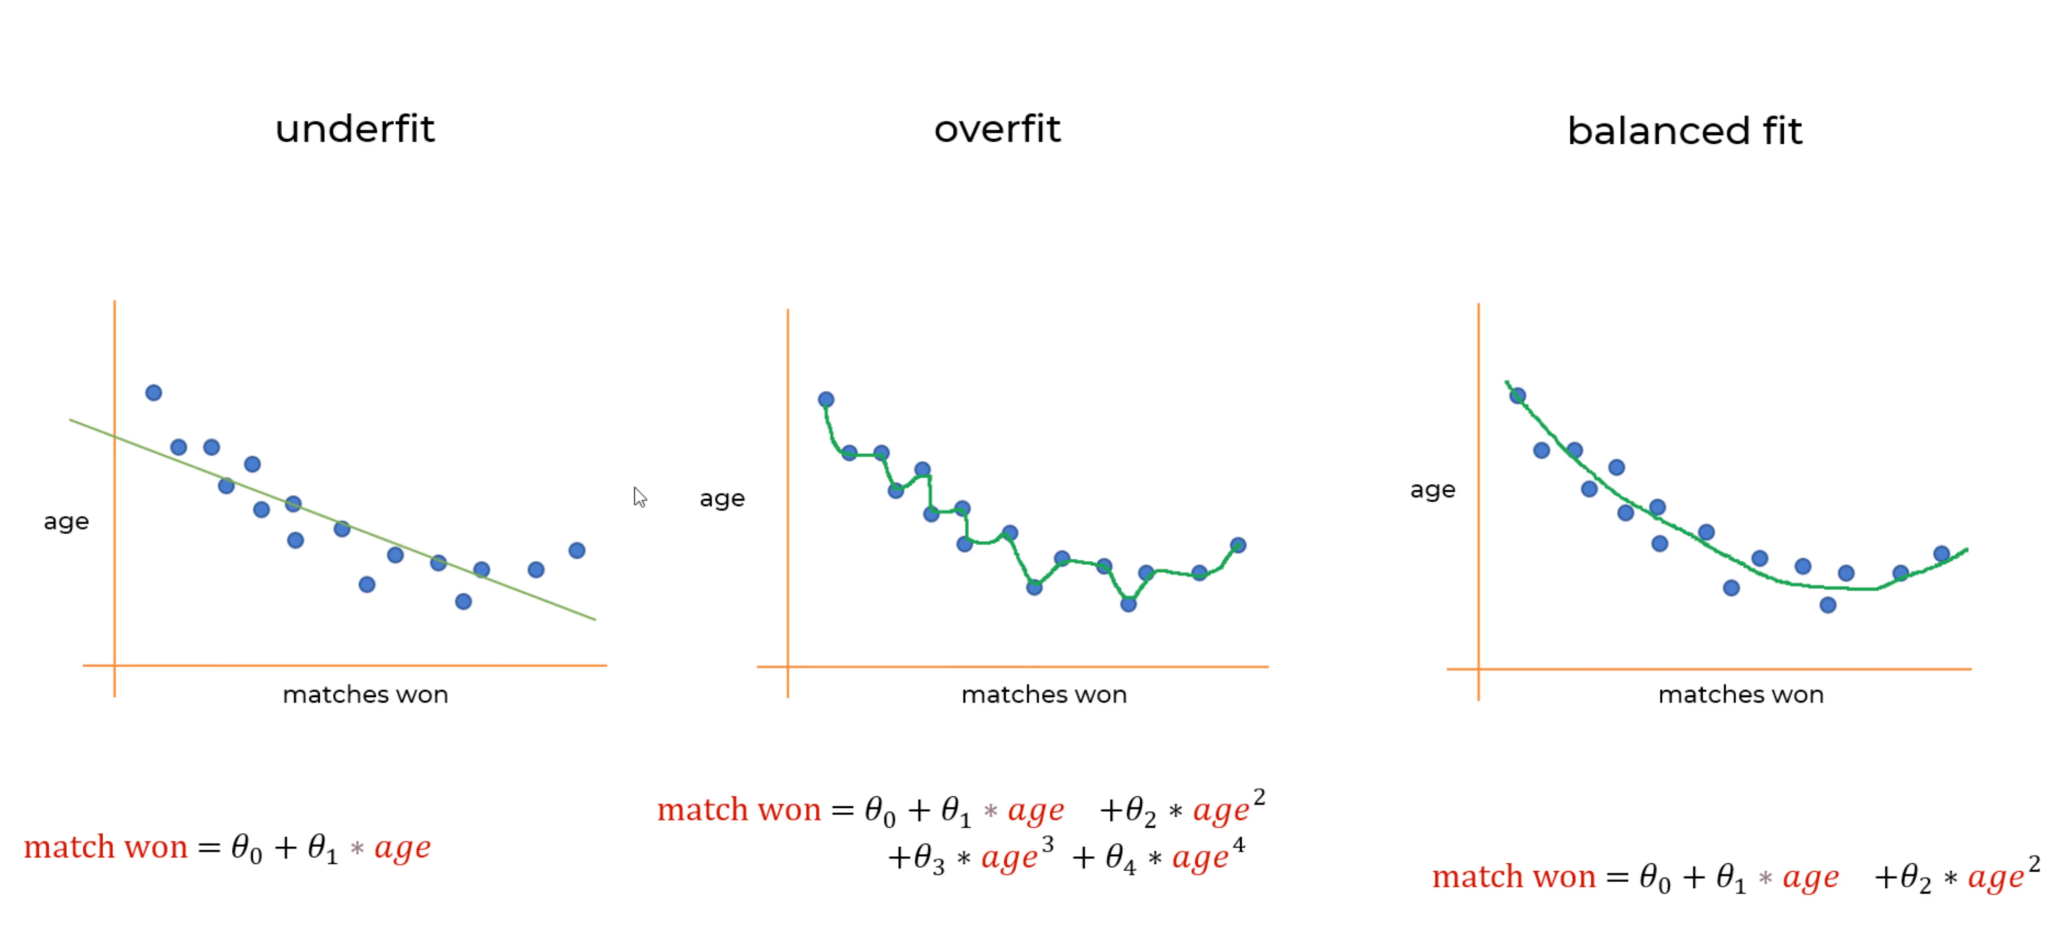 underfit
overfit
balanced fit
age
matches won
age
matches won
age
matches won
match won = θ₀ + θ₁ * age
match won = θ₀ + θ₁ * age +θ₂ * age²
+θ₃ * age³ + θ₄ * age⁴
match won = θ₀ + θ₁ * age +θ₂ * age²